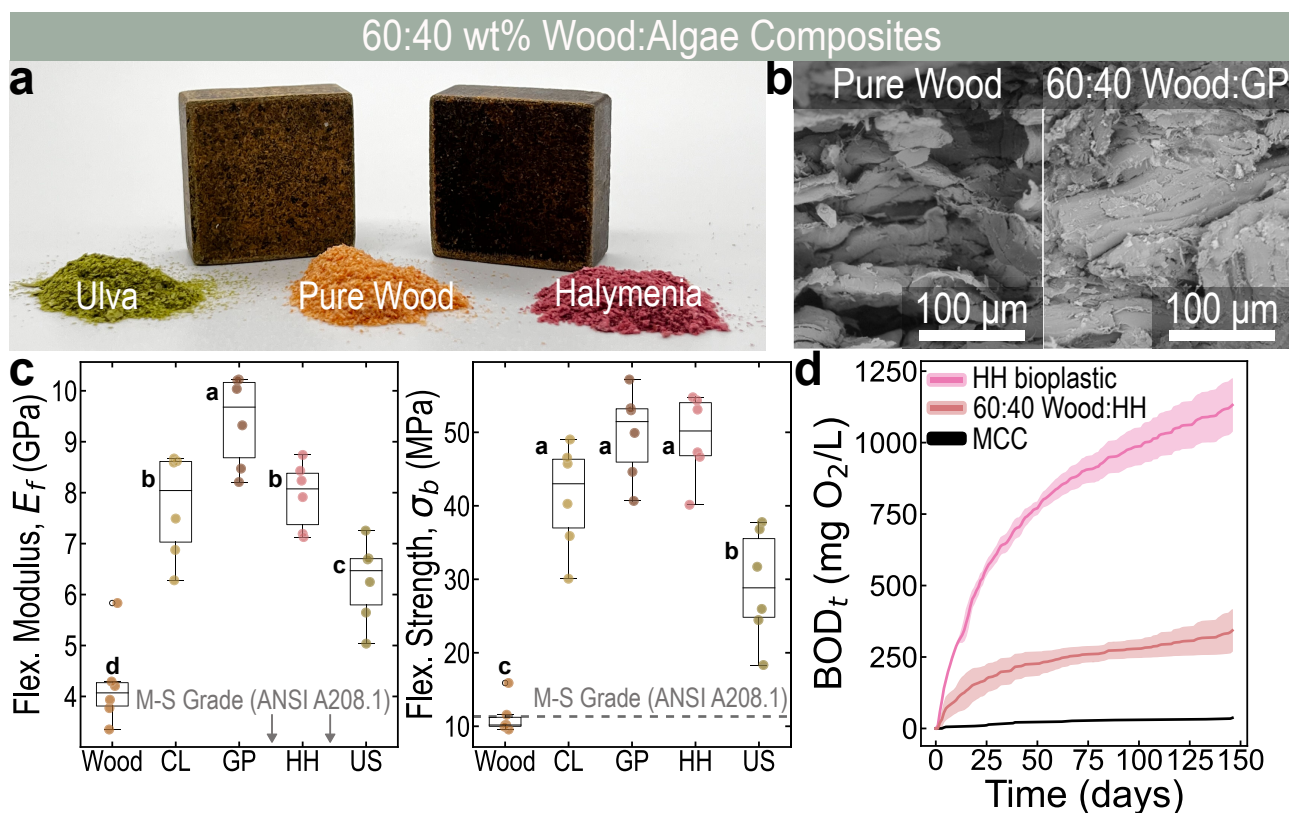 60:40 wt% Wood:Algae Composites
a
Ulva
Pure Wood
Halymenia
b
Pure Wood
60:40 Wood:GP
100 µm
100 µm
c
Flex. Modulus, E_f (GPa)
10
9
8
7
6
5
4
d
b
a
b
c
M-S Grade (ANSI A208.1)
Wood CL GP HH US
Flex. Strength, σ_b (MPa)
50
40
30
20
10
c
a
a
a
b
M-S Grade (ANSI A208.1)
Wood CL GP HH US
d
BOD_t (mg O₂/L)
1250
1000
750
500
250
0
HH bioplastic
60:40 Wood:HH
MCC
0 25 50 75 100 125 150
Time (days)